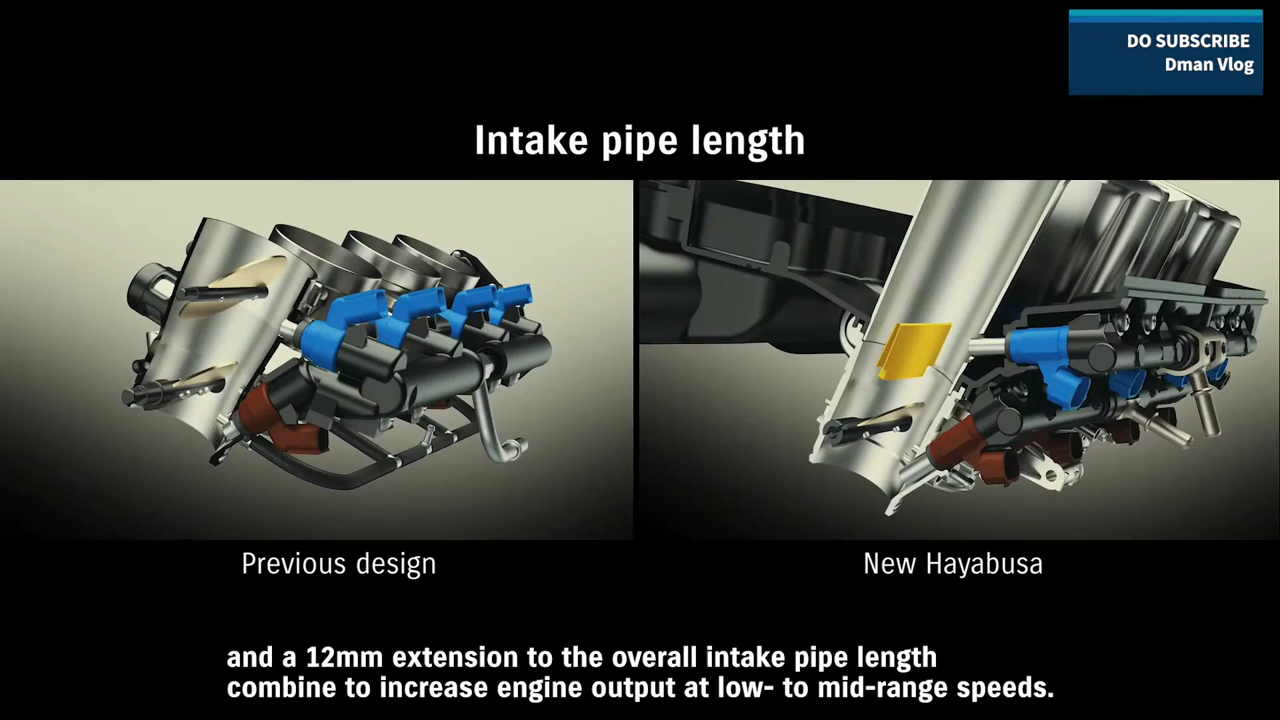 DO SUBSCRIBE
Dman Vlog
Intake pipe length
Previous design
New Hayabusa
and a 12mm extension to the overall intake pipe length
combine to increase engine output at low- to mid-range speeds.